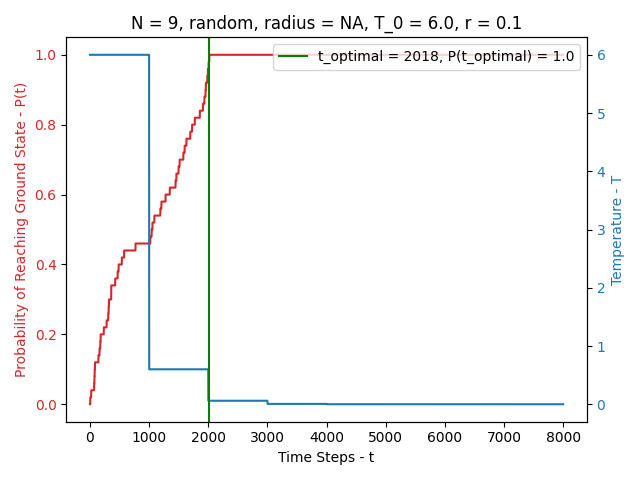 N = 9, random, radius = NA, T_0 = 6.0, r = 0.1
t_optimal = 2018, P(t_optimal) = 1.0
Probability of Reaching Ground State - P(t)
1.0
0.8
0.6
0.4
0.2
0.0
6
5
4
3
2
1
0
Temperature - T
0 1000 2000 3000 4000 5000 6000 7000 8000
Time Steps - t